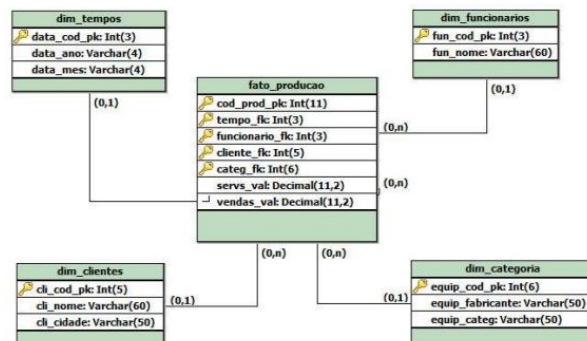 dim_tempos
data_cod_pk: Int(3)
data_ano: Varchar(4)
data_mes: Varchar(4)
(0,1)
dim_funcionarios
fun_cod_pk: Int(3)
fun_nome: Varchar(60)
(0,1)
fato_producao
cod_prod_pk: Int(11)
tempo_fk: Int(3)
funcionario_fk: Int(3)
cliente_fk: Int(5)
categ_fk: Int(6)
servs_val: Decimal(11,2)
vendas_val: Decimal(11,2)
(0,n)
(0,n)
(0,n)
(0,n)
dim_clientes
cli_cod_pk: Int(5)
cli_nome: Varchar(60)
cli_cidade: Varchar(50)
(0,1)
dim_categoria
equip_cod_pk: Int(6)
equip_fabricante: Varchar(50)
equip_categ: Varchar(50)
(0,1)